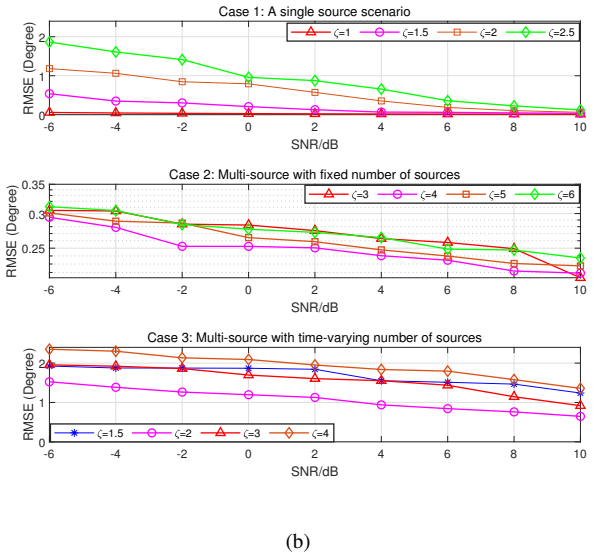 Case 1: A single source scenario
RMSE (Degree)
2
1
0
ζ=1 ζ=1.5 ζ=2 ζ=2.5
-6 -4 -2 0 2 4 6 8 10
SNR/dB
Case 2: Multi-source with fixed number of sources
RMSE (Degree)
0.35
0.3
0.25
ζ=3 ζ=4 ζ=5 ζ=6
-6 -4 -2 0 2 4 6 8 10
SNR/dB
Case 3: Multi-source with time-varying number of sources
RMSE (Degree)
2
1
0
ζ=1.5 ζ=2 ζ=3 ζ=4
-6 -4 -2 0 2 4 6 8 10
SNR/dB
(b)